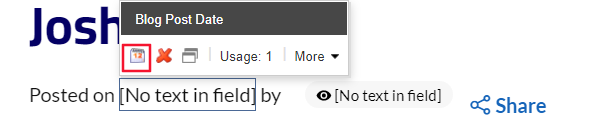 Josh
Blog Post Date
Usage: 1 More
Posted on [No text in field] by [No text in field]
Share